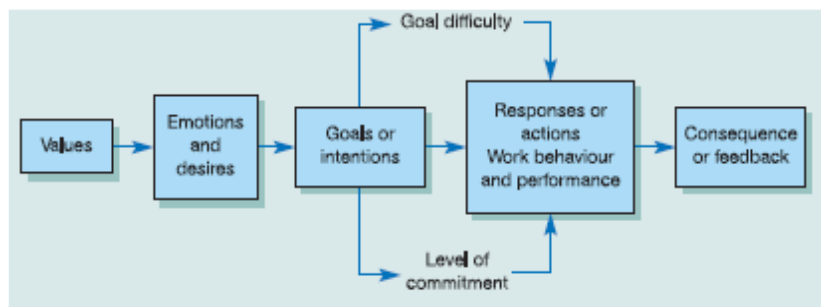 Goal difficulty
Values
Emotions
and
desires
Goals or
intentions
Responses or
actions
Work behaviour
and performance
Consequence
or feedback
Level of
commitment